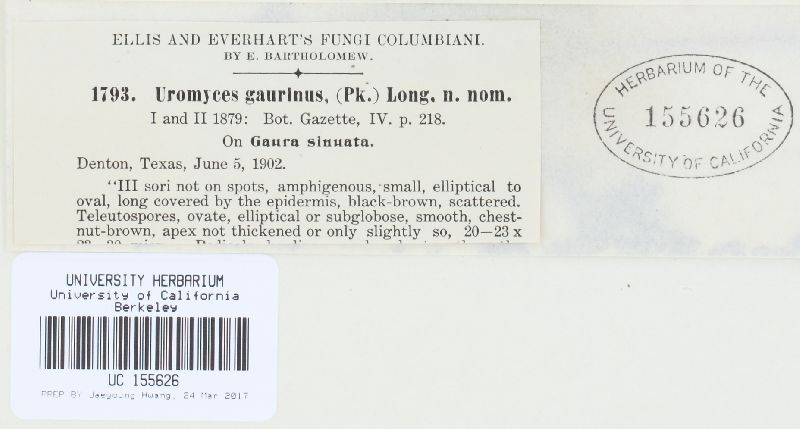 ELLIS AND EVERHART'S FUNGI COLUMBIANI.
BY E. BARTHOLOMEW.
1793. Uromyces gaurinus, (Pk.) Long. n. nom.
I and II 1879: Bot. Gazette, IV. p. 218.
On Gaura sinuata.
Denton, Texas, June 5, 1902.
"III sori not on spots, amphigenous, small, elliptical to
oval, long covered by the epidermis, black-brown, scattered.
Teleutospores, ovate, elliptical or subglobose, smooth, chest-
nut-brown, apex not thickened or only slightly so, 20—23 x
HERBARIUM OF THE
155626
UNIVERSITY OF CALIFORNIA
UNIVERSITY HERBARIUM
University of California
Berkeley
UC 155626
PREP BY Jaeyoung Hwang, 24 Mar 2017